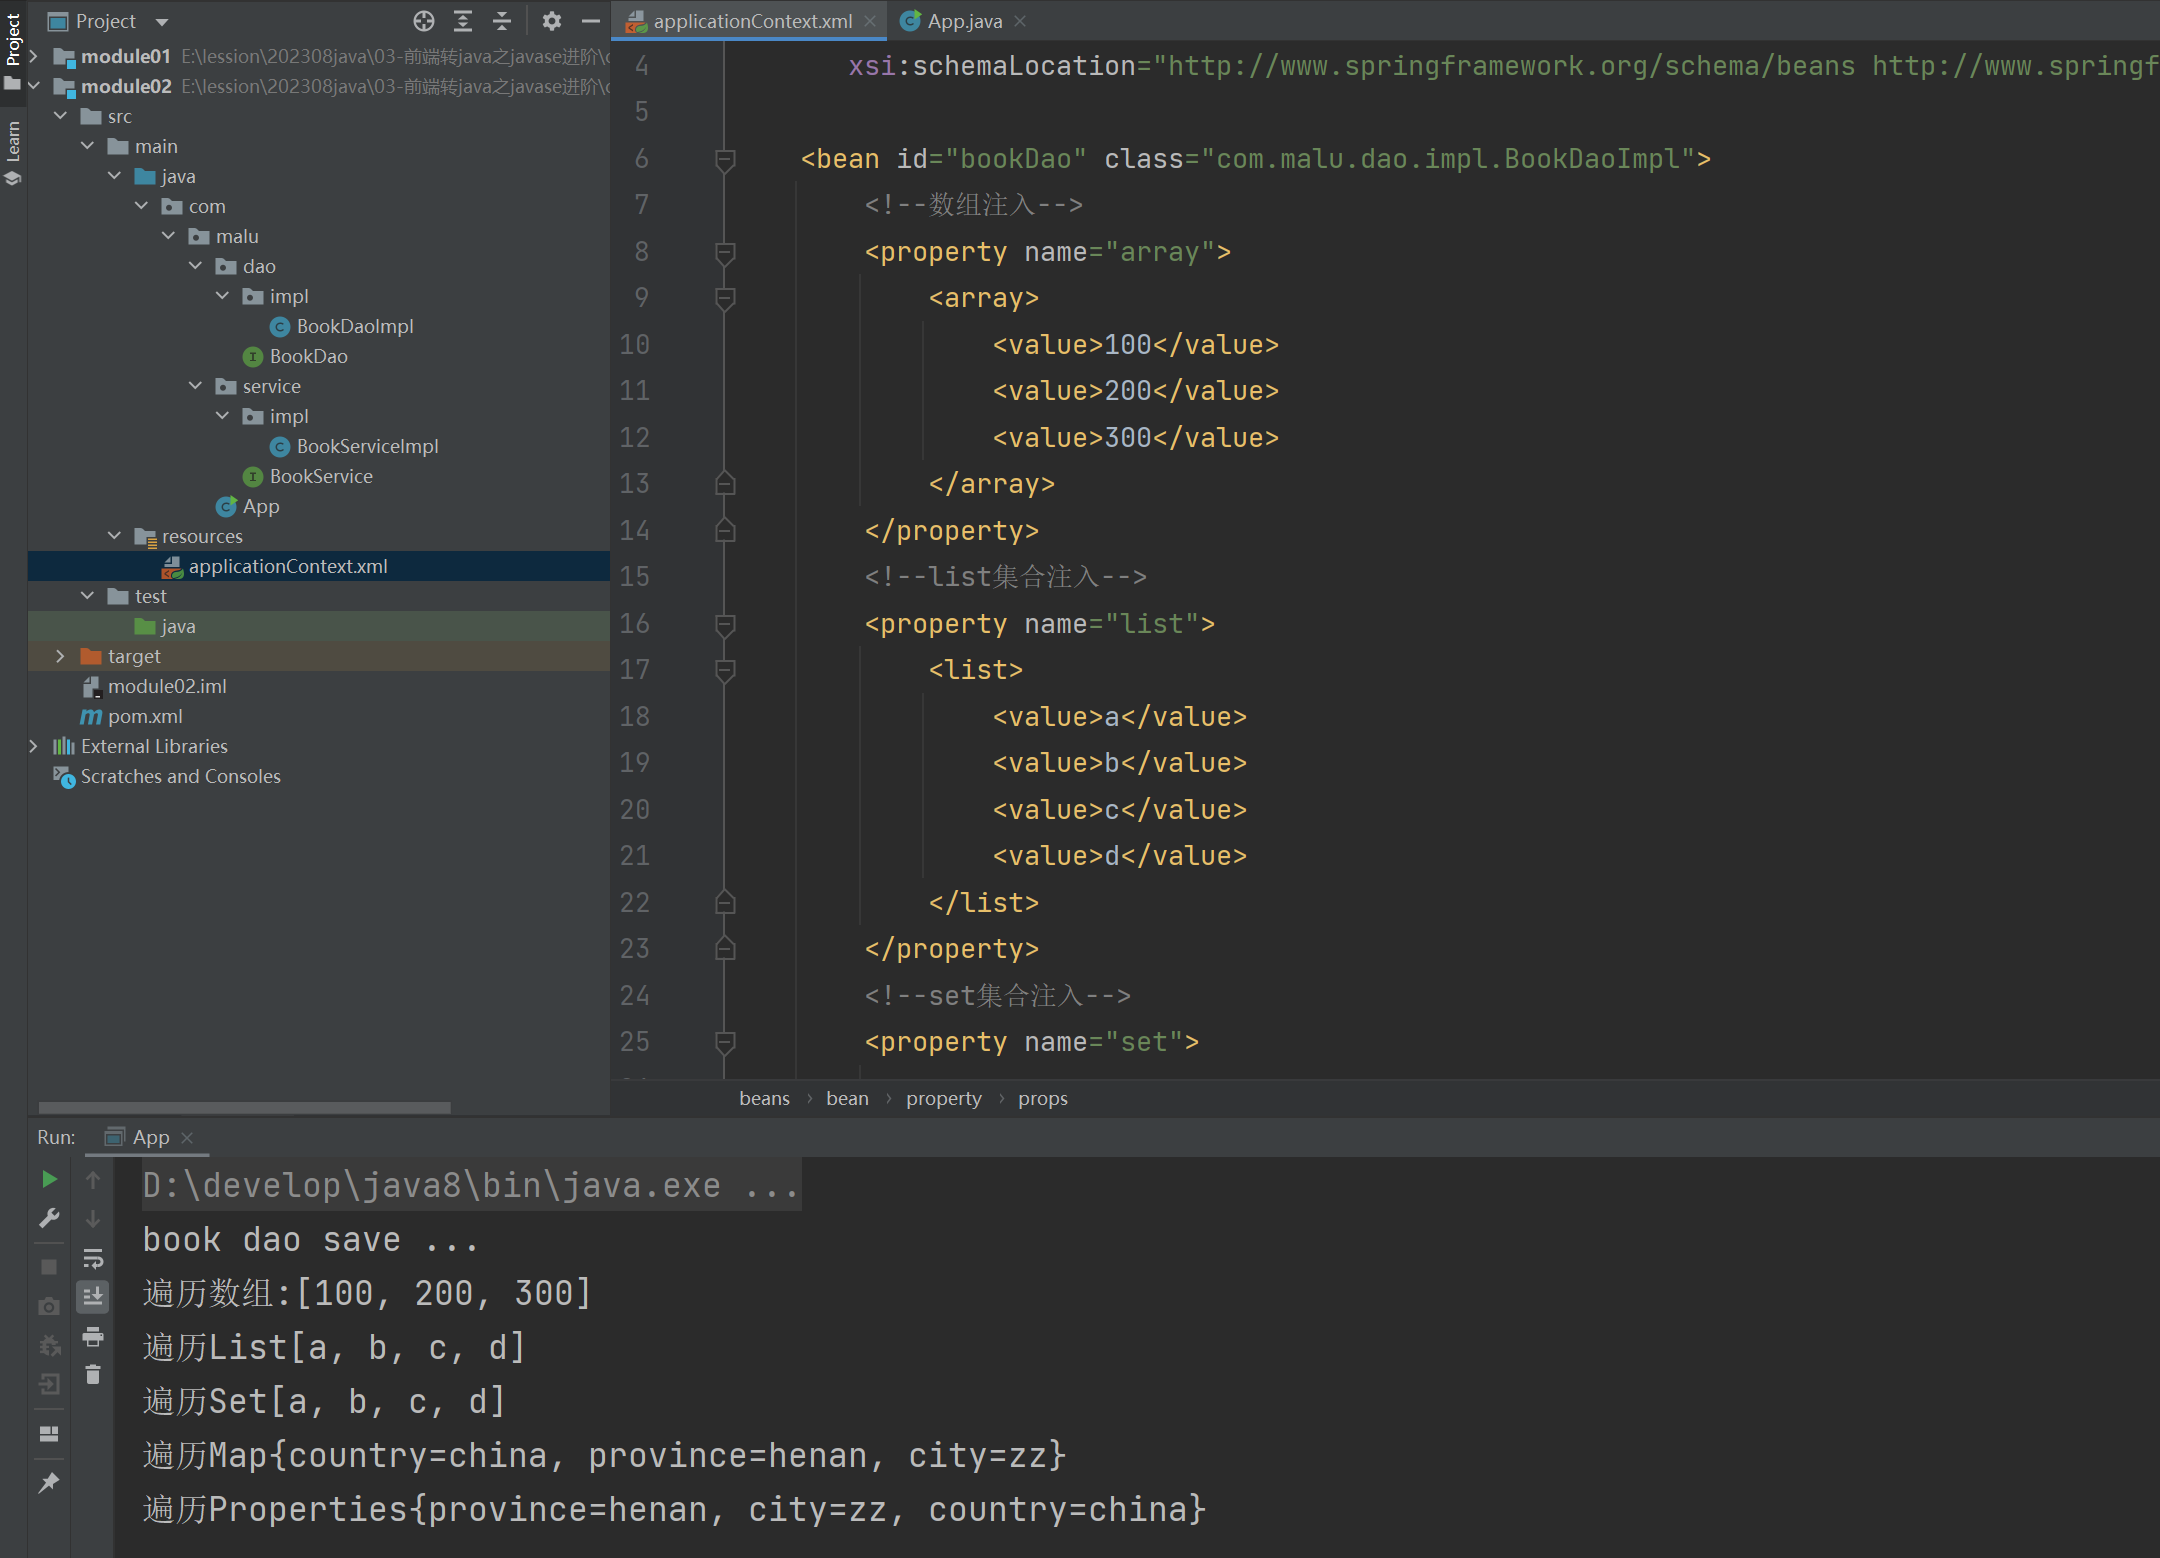 Project
Learn
Project
module01 E:\lession\202308java\03-前端转java之javase进阶\c
module02 E:\lession\202308java\03-前端转java之javase进阶\c
src
main
java
com
malu
dao
impl
BookDaoImpl
BookDao
service
impl
BookServiceImpl
BookService
App
resources
applicationContext.xml
test
java
target
module02.iml
pom.xml
External Libraries
Scratches and Consoles
applicationContext.xml
App.java
4 xsi:schemaLocation="http://www.springframework.org/schema/beans http://www.springf
5
6 <bean id="bookDao" class="com.malu.dao.impl.BookDaoImpl">
7 <!--数组注入-->
8 <property name="array">
9 <array>
10 <value>100</value>
11 <value>200</value>
12 <value>300</value>
13 </array>
14 </property>
15 <!--list集合注入-->
16 <property name="list">
17 <list>
18 <value>a</value>
19 <value>b</value>
20 <value>c</value>
21 <value>d</value>
22 </list>
23 </property>
24 <!--set集合注入-->
25 <property name="set">
beans › bean › property › props
Run: App
D:\develop\java8\bin\java.exe ...
book dao save ...
遍历数组:[100, 200, 300]
遍历List[a, b, c, d]
遍历Set[a, b, c, d]
遍历Map{country=china, province=henan, city=zz}
遍历Properties{province=henan, city=zz, country=china}